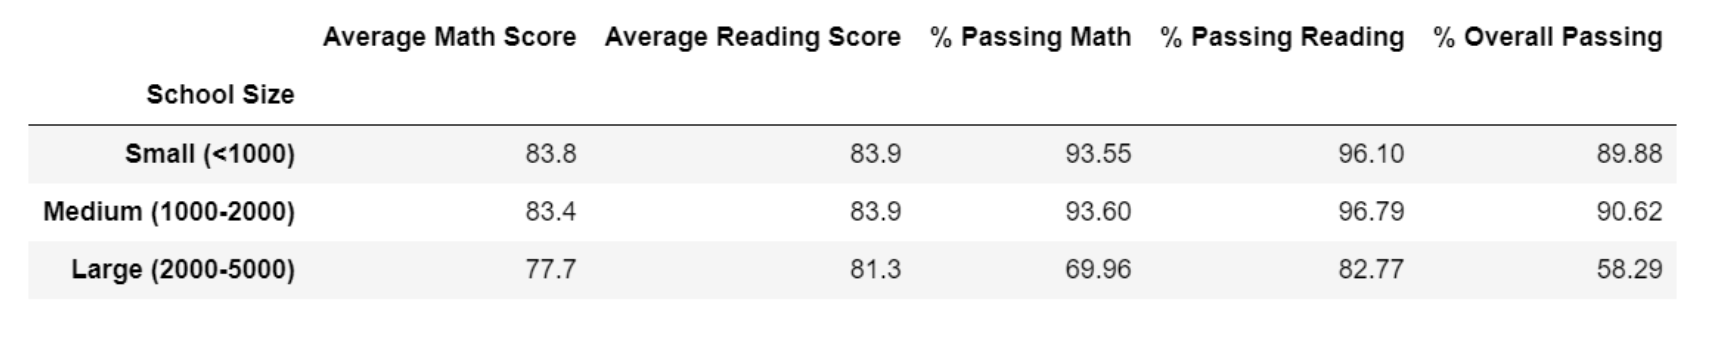 Average Math Score Average Reading Score % Passing Math % Passing Reading % Overall Passing
School Size
Small (<1000) 83.8 83.9 93.55 96.10 89.88
Medium (1000-2000) 83.4 83.9 93.60 96.79 90.62
Large (2000-5000) 77.7 81.3 69.96 82.77 58.29